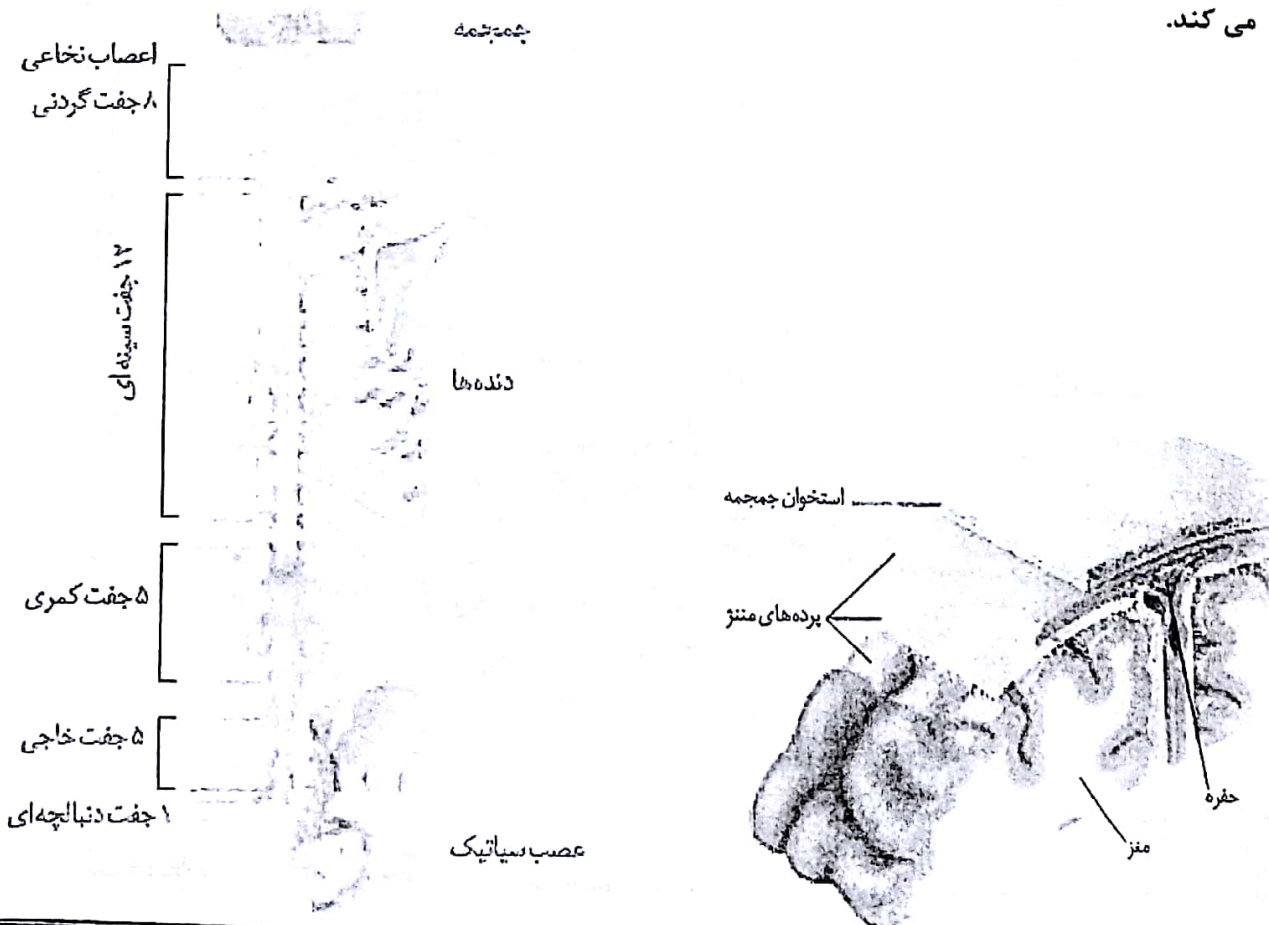 می کند.
جمجمه
اعصاب نخاعی
۸ جفت گردنی
۱۲ جفت سینه ای
دنده ها
۵ جفت کمری
۵ جفت خاجی
۱ جفت دنبالچه ای
عصب سیاتیک
استخوان جمجمه
پرده های مننژ
حفره
مغز